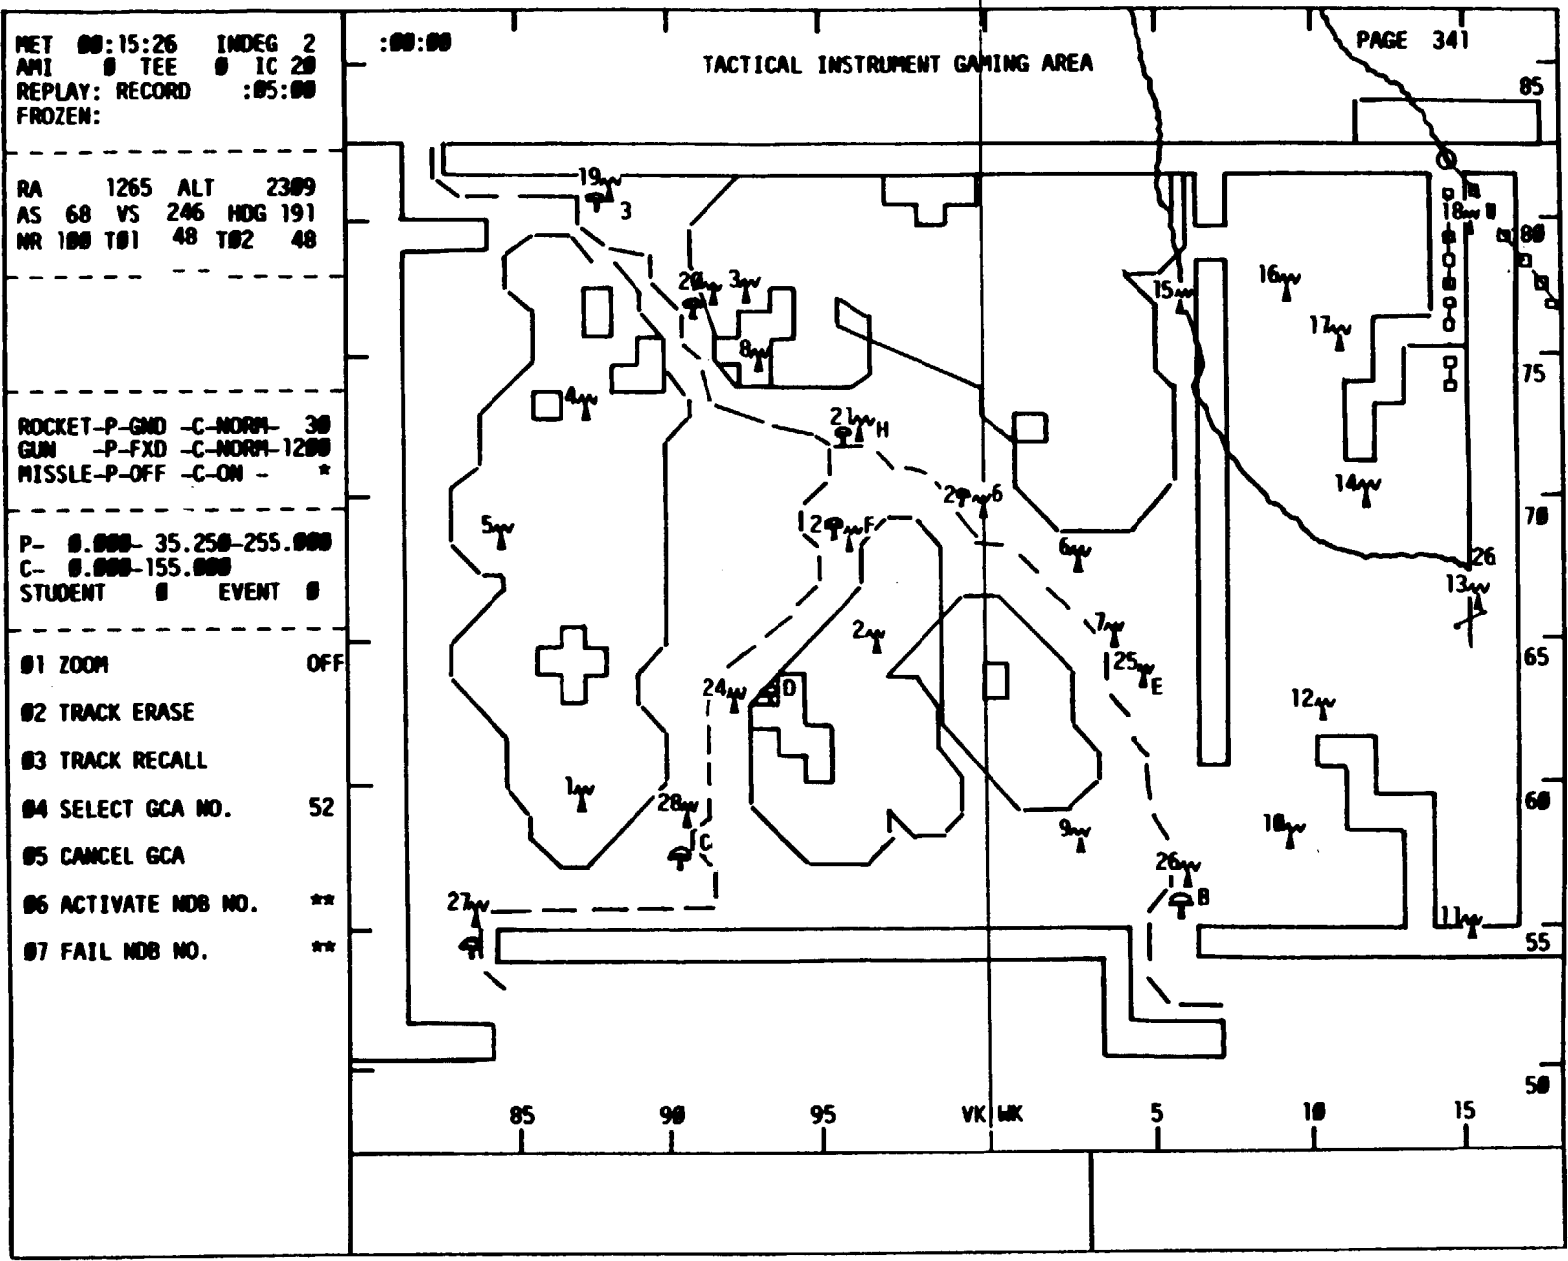 MET 00:15:26 INDEG 2
AMI 0 TEE 0 IC 20
REPLAY: RECORD :05:00
FROZEN:
RA 1265 ALT 2309
AS 68 VS 246 HDG 191
NR 100 TQ1 48 TQ2 48
ROCKET-P-GND -C-NORM- 30
GUN -P-FXD -C-NORM-1200
MISSLE-P-OFF -C-ON - *
P- 0.000- 35.250-255.000
C- 0.000-155.000
STUDENT 0 EVENT 0
01 ZOOM OFF
02 TRACK ERASE
03 TRACK RECALL
04 SELECT GCA NO. 52
05 CANCEL GCA
06 ACTIVATE NDB NO. **
07 FAIL NDB NO. **
:00:00
PAGE 341
TACTICAL INSTRUMENT GAMING AREA
85
19
3
18
80
20 3
16
15
17
8
75
4
21 H
14
2 6
70
5
2 F
6
26
13
7
2
65
25
E
24 D
12
1
28
60
C
9
10
26
B
27
11
55
50
85 90 95 VK WK 5 10 15